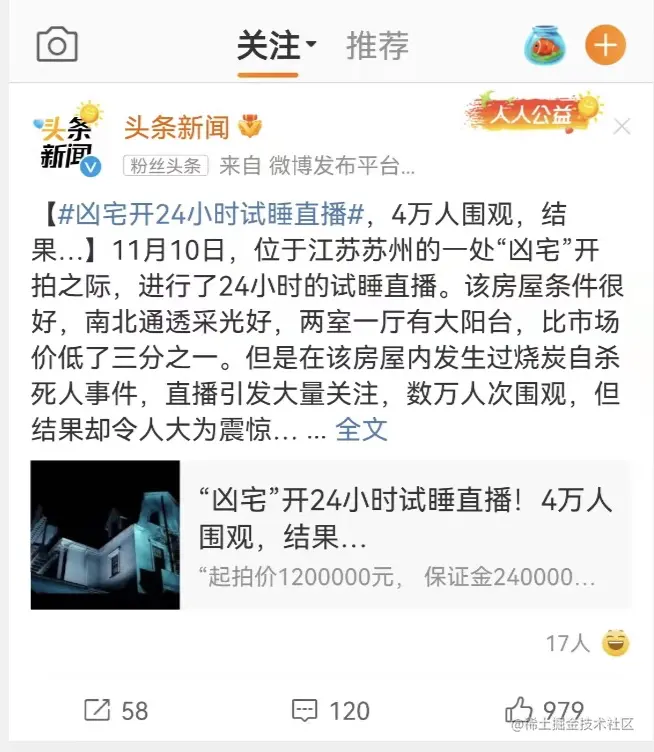 关注 推荐
人人公益
头条新闻
头条
新闻
粉丝头条 来自 微博发布平台...
【#凶宅开24小时试睡直播#，4万人围观，结
果...】11月10日，位于江苏苏州的一处“凶宅”开
拍之际，进行了24小时的试睡直播。该房屋条件很
好，南北通透采光好，两室一厅有大阳台，比市场
价低了三分之一。但是在该房屋内发生过烧炭自杀
死人事件，直播引发大量关注，数万人次围观，但
结果却令人大为震惊... ... 全文
“凶宅”开24小时试睡直播！4万人
围观，结果...
“起拍价1200000元， 保证金240000...
17人
58 120 979
@稀土掘金技术社区